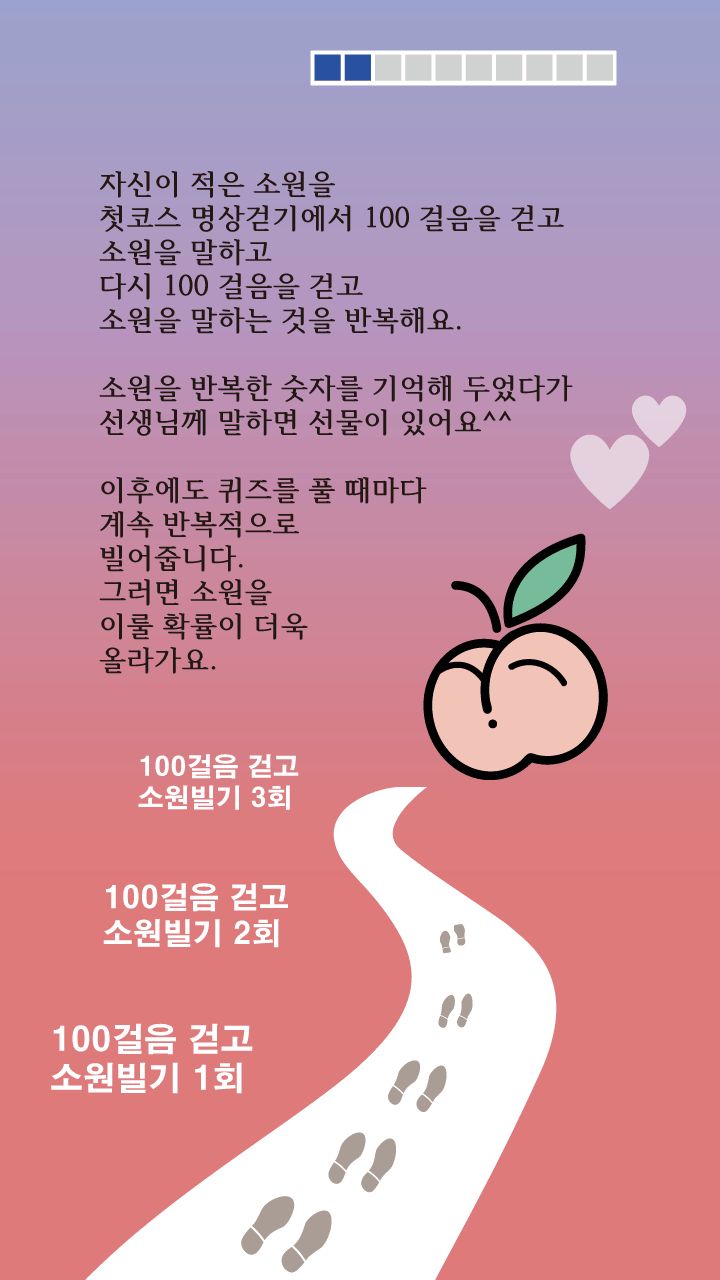 자신이 적은 소원을
첫코스 명상걷기에서 100 걸음을 걷고
소원을 말하고
다시 100 걸음을 걷고
소원을 말하는 것을 반복해요.
소원을 반복한 숫자를 기억해 두었다가
선생님께 말하면 선물이 있어요^^
이후에도 퀴즈를 풀 때마다
계속 반복적으로
빌어줍니다.
그러면 소원을
이룰 확률이 더욱
올라가요.
100걸음 걷고
소원빌기 3회
100걸음 걷고
소원빌기 2회
100걸음 걷고
소원빌기 1회